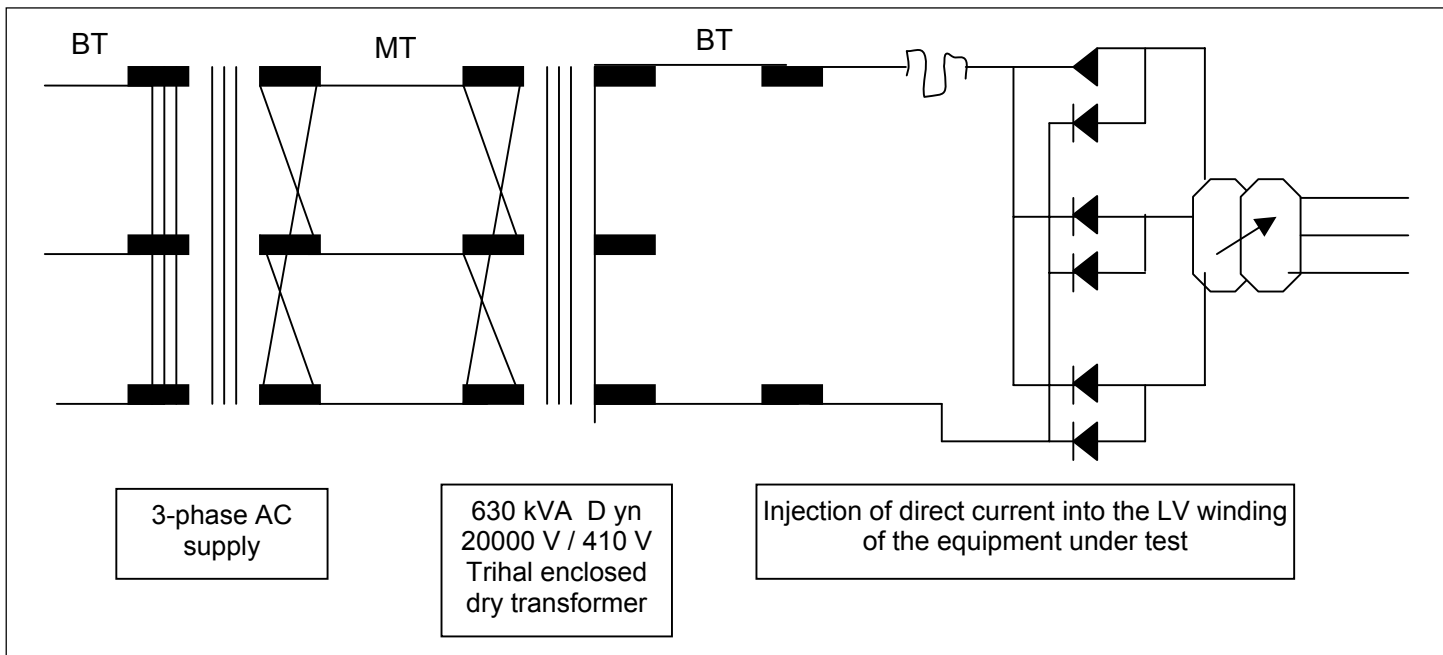 BT
MT
BT
3-phase AC
supply
630 kVA  D yn
20000 V / 410 V
Trihal enclosed
dry transformer
Injection of direct current into the LV winding
of the equipment under test